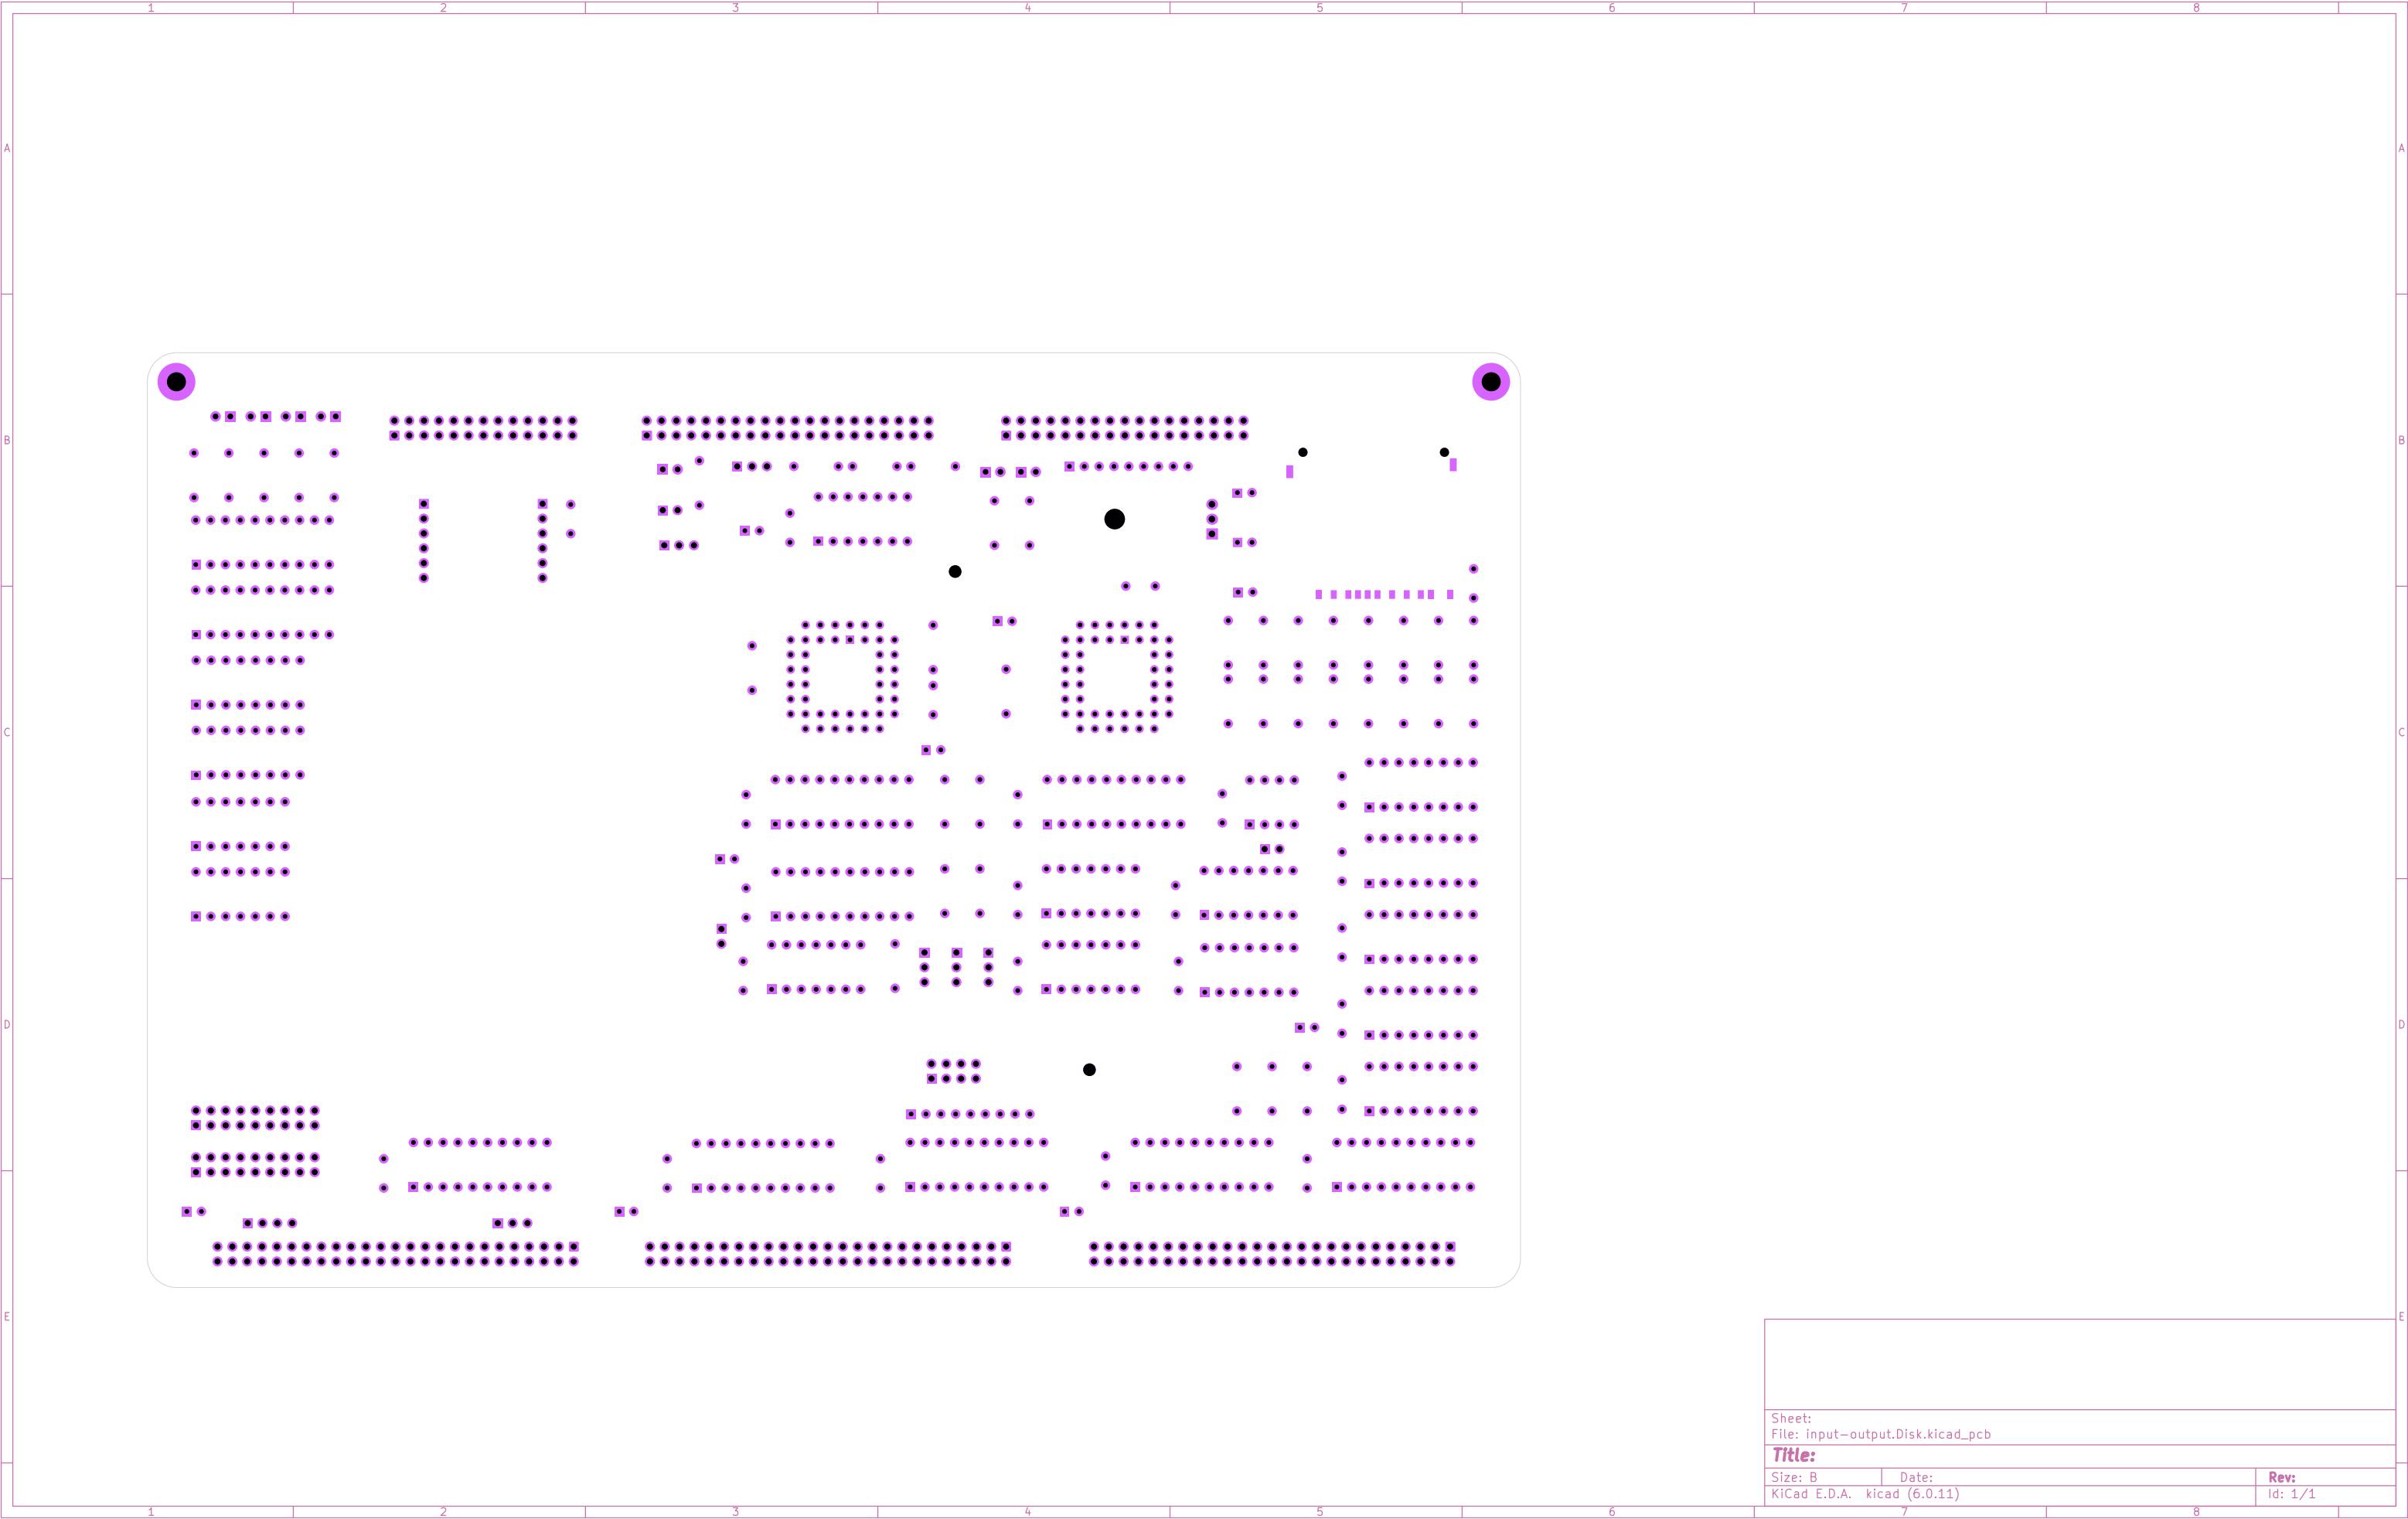 1 2 3 4 5 6 7 8
A A
B B
C C
D D
E E
Sheet:
File: input-output.Disk.kicad_pcb
Title:
Size: B Date: Rev:
KiCad E.D.A. kicad (6.0.11) Id: 1/1
1 2 3 4 5 6 7 8